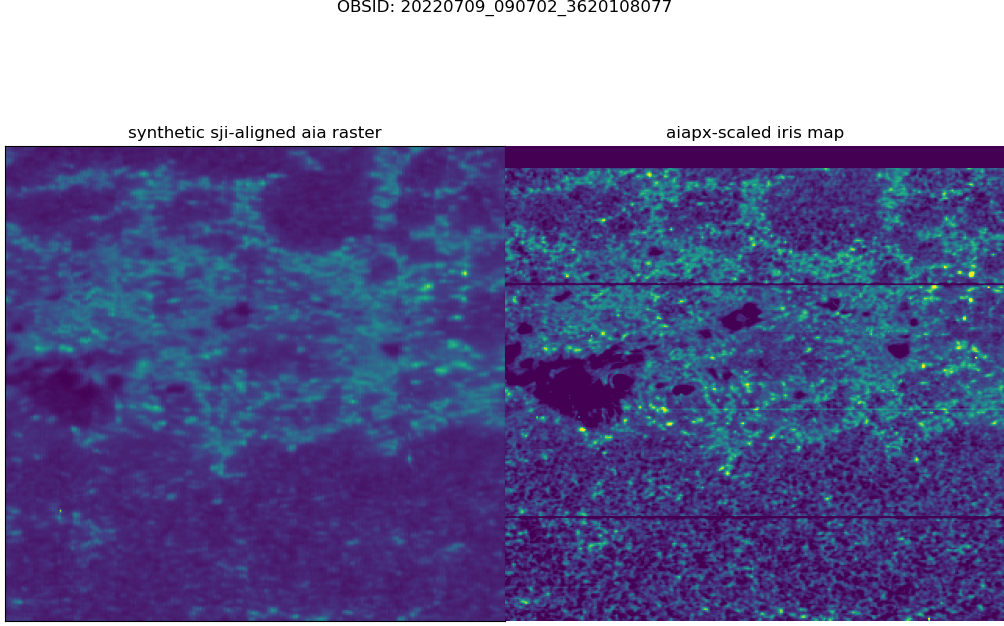 OBSID: 20220709_090702_3620108077
synthetic sji-aligned aia raster
aiapx-scaled iris map